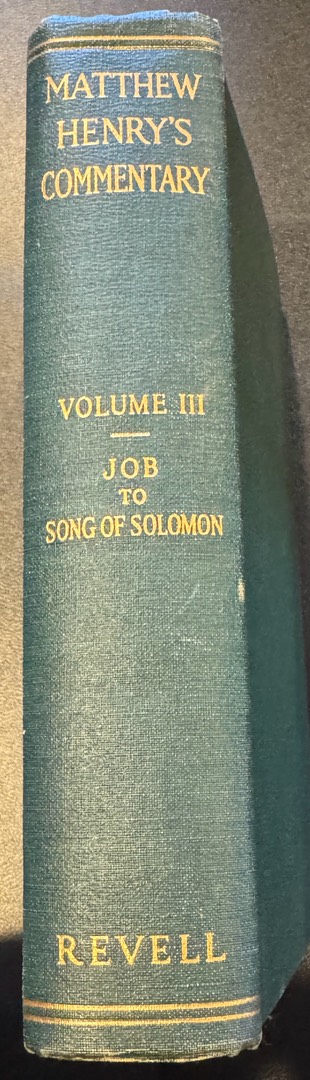 MATTHEW
HENRY'S
COMMENTARY
VOLUME III
JOB
TO
SONG OF SOLOMON
REVELL